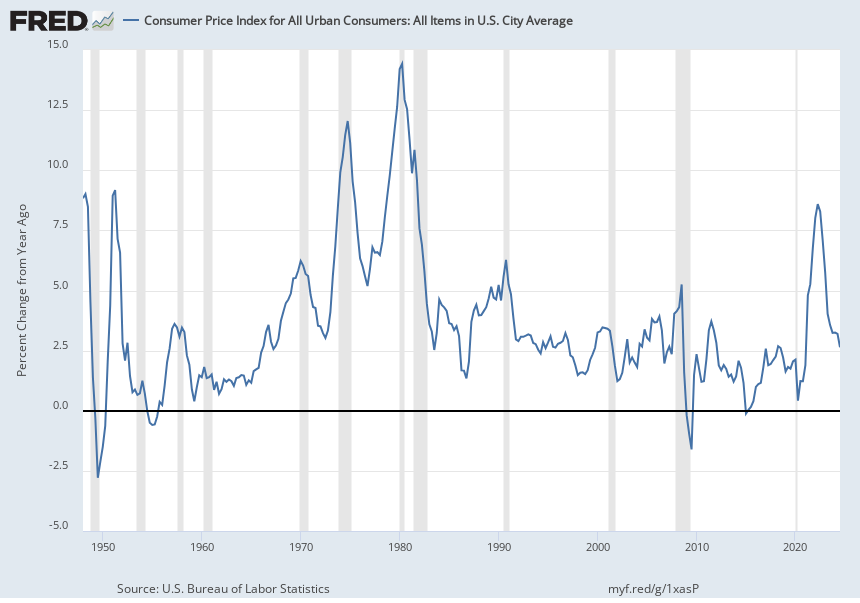 FRED Consumer Price Index for All Urban Consumers: All Items in U.S. City Average
Percent Change from Year Ago
15.0
12.5
10.0
7.5
5.0
2.5
0.0
-2.5
-5.0
1950 1960 1970 1980 1990 2000 2010 2020
Source: U.S. Bureau of Labor Statistics myf.red/g/1xasP